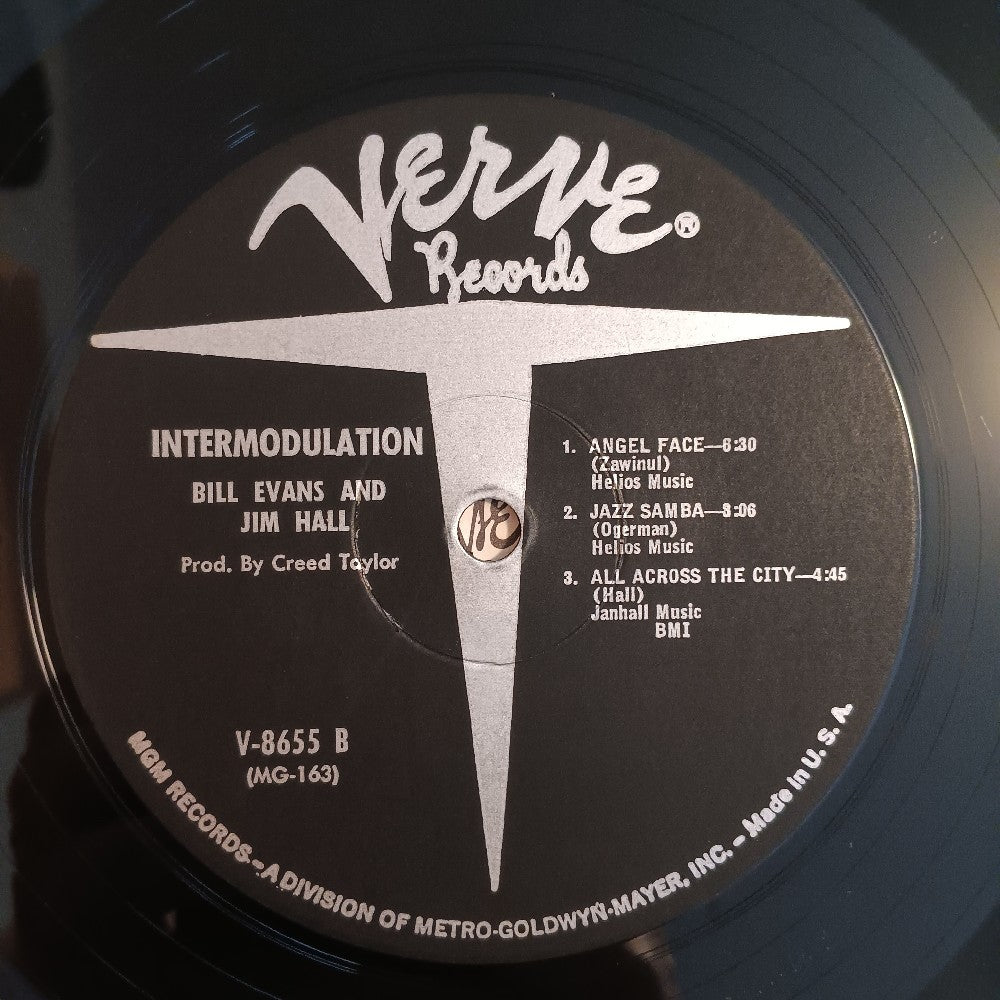 Verve®
Records
INTERMODULATION
BILL EVANS AND
JIM HALL
Prod. By Creed Taylor
1. ANGEL FACE—6:30
(Zawinul)
Helios Music
2. JAZZ SAMBA—8:06
(Ogerman)
Helios Music
3. ALL ACROSS THE CITY—4:45
(Hall)
Janhall Music
BMI
V-8655 B
(MG-163)
MGM RECORDS – A DIVISION OF METRO-GOLDWYN-MAYER, INC. – Made in U. S. A.